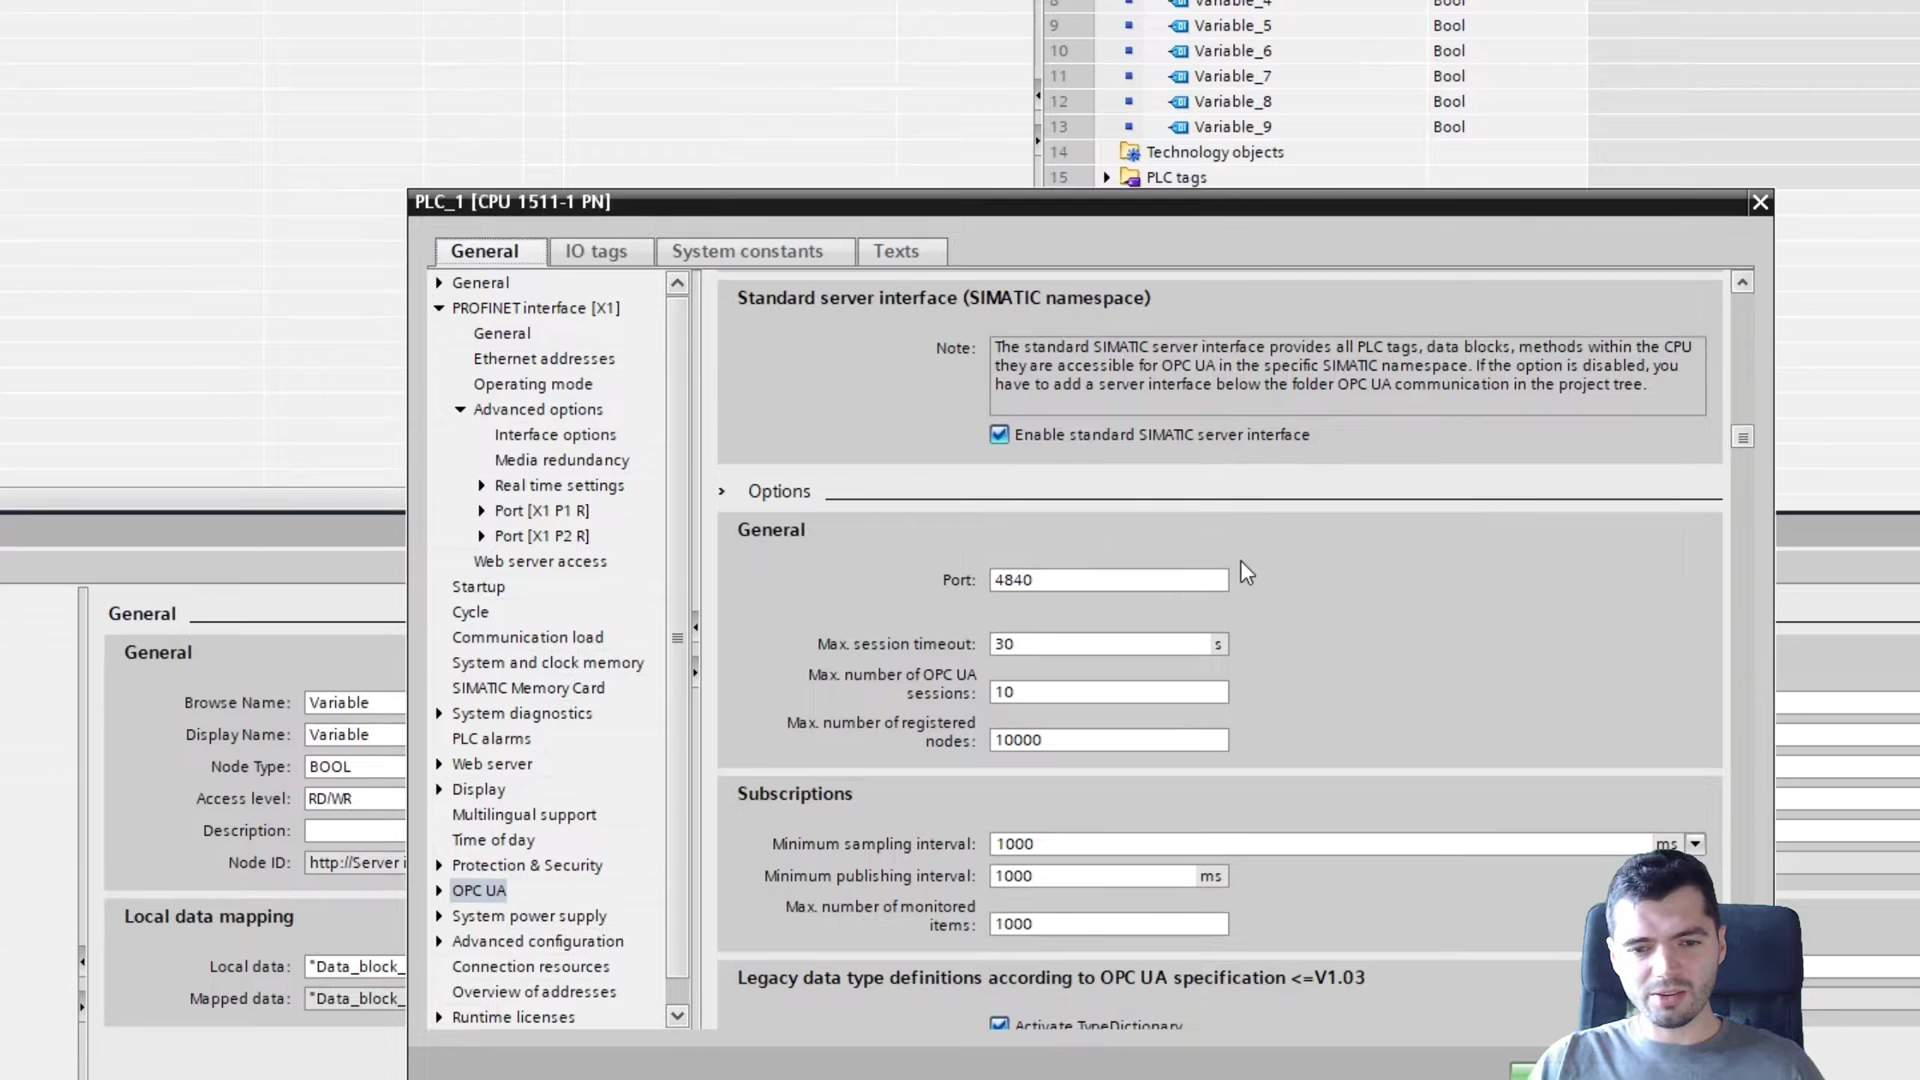 8 Variable_4 Bool
9 Variable_5 Bool
10 Variable_6 Bool
11 Variable_7 Bool
12 Variable_8 Bool
13 Variable_9 Bool
14 Technology objects
15 PLC tags
PLC_1 [CPU 1511-1 PN]
General IO tags System constants Texts
General
PROFINET interface [X1]
General
Ethernet addresses
Operating mode
Advanced options
Interface options
Media redundancy
Real time settings
Port [X1 P1 R]
Port [X1 P2 R]
Web server access
Startup
Cycle
Communication load
System and clock memory
SIMATIC Memory Card
System diagnostics
PLC alarms
Web server
Display
Multilingual support
Time of day
Protection & Security
OPC UA
System power supply
Advanced configuration
Connection resources
Overview of addresses
Runtime licenses
Standard server interface (SIMATIC namespace)
Note: The standard SIMATIC server interface provides all PLC tags, data blocks, methods within the CPU
they are accessible for OPC UA in the specific SIMATIC namespace. If the option is disabled, you
have to add a server interface below the folder OPC UA communication in the project tree.
Enable standard SIMATIC server interface
Options
General
Port: 4840
Max. session timeout: 30 s
Max. number of OPC UA
sessions: 10
Max. number of registered
nodes: 10000
Subscriptions
Minimum sampling interval: 1000 ms
Minimum publishing interval: 1000 ms
Max. number of monitored
items: 1000
Legacy data type definitions according to OPC UA specification <=V1.03
Activate TypeDictionary
General
General
Browse Name: Variable
Display Name: Variable
Node Type: BOOL
Access level: RD/WR
Description:
Node ID: http://Server i
Local data mapping
Local data: "Data_block_
Mapped data: "Data_block_